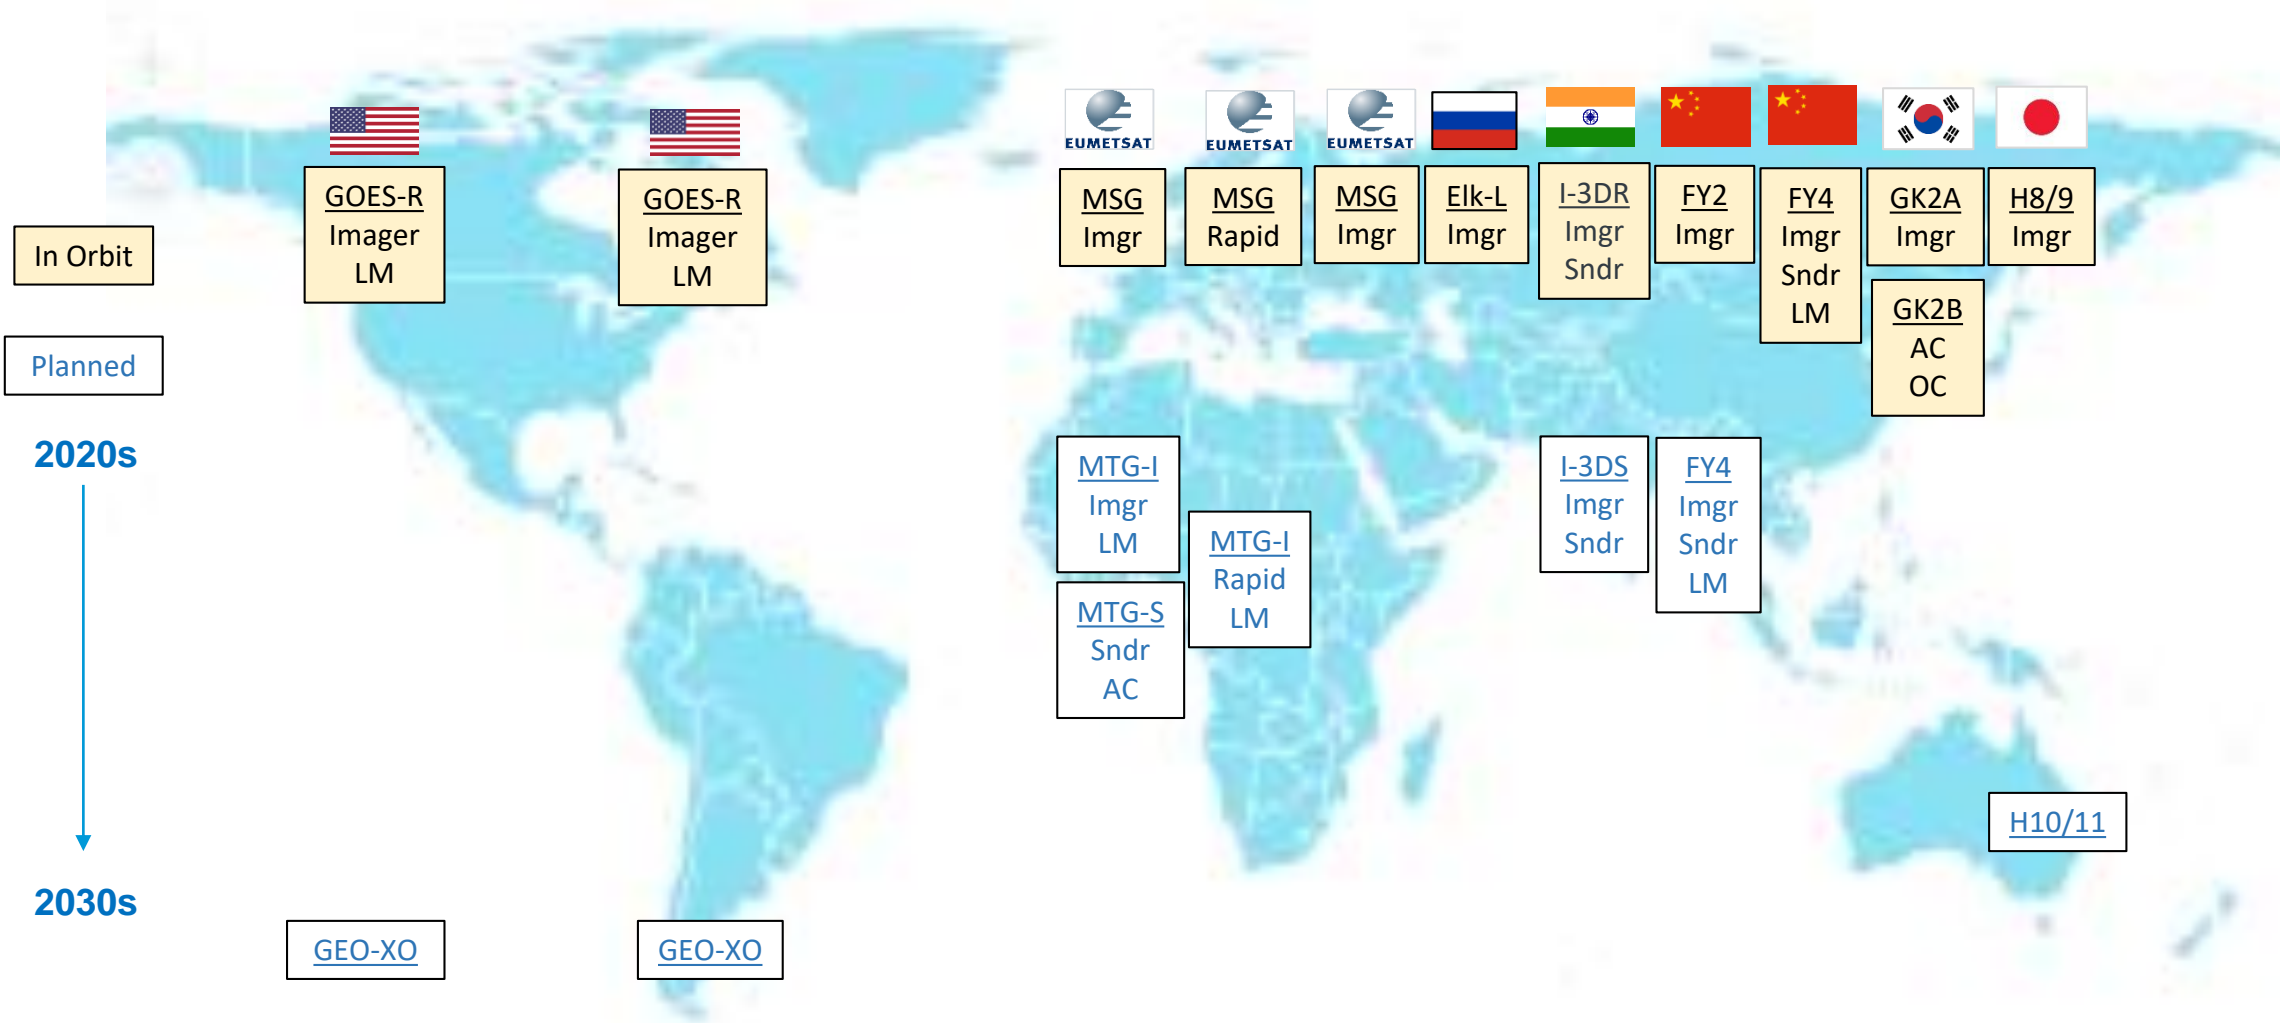 EUMETSAT
EUMETSAT
EUMETSAT
GOES-R
Imager
LM
GOES-R
Imager
LM
MSG
Imgr
MSG
Rapid
MSG
Imgr
Elk-L
Imgr
I-3DR
Imgr
Sndr
FY2
Imgr
FY4
Imgr
Sndr
LM
GK2A
Imgr
H8/9
Imgr
In Orbit
GK2B
AC
OC
Planned
2020s
MTG-I
Imgr
LM
MTG-I
Rapid
LM
I-3DS
Imgr
Sndr
FY4
Imgr
Sndr
LM
MTG-S
Sndr
AC
H10/11
2030s
GEO-XO
GEO-XO